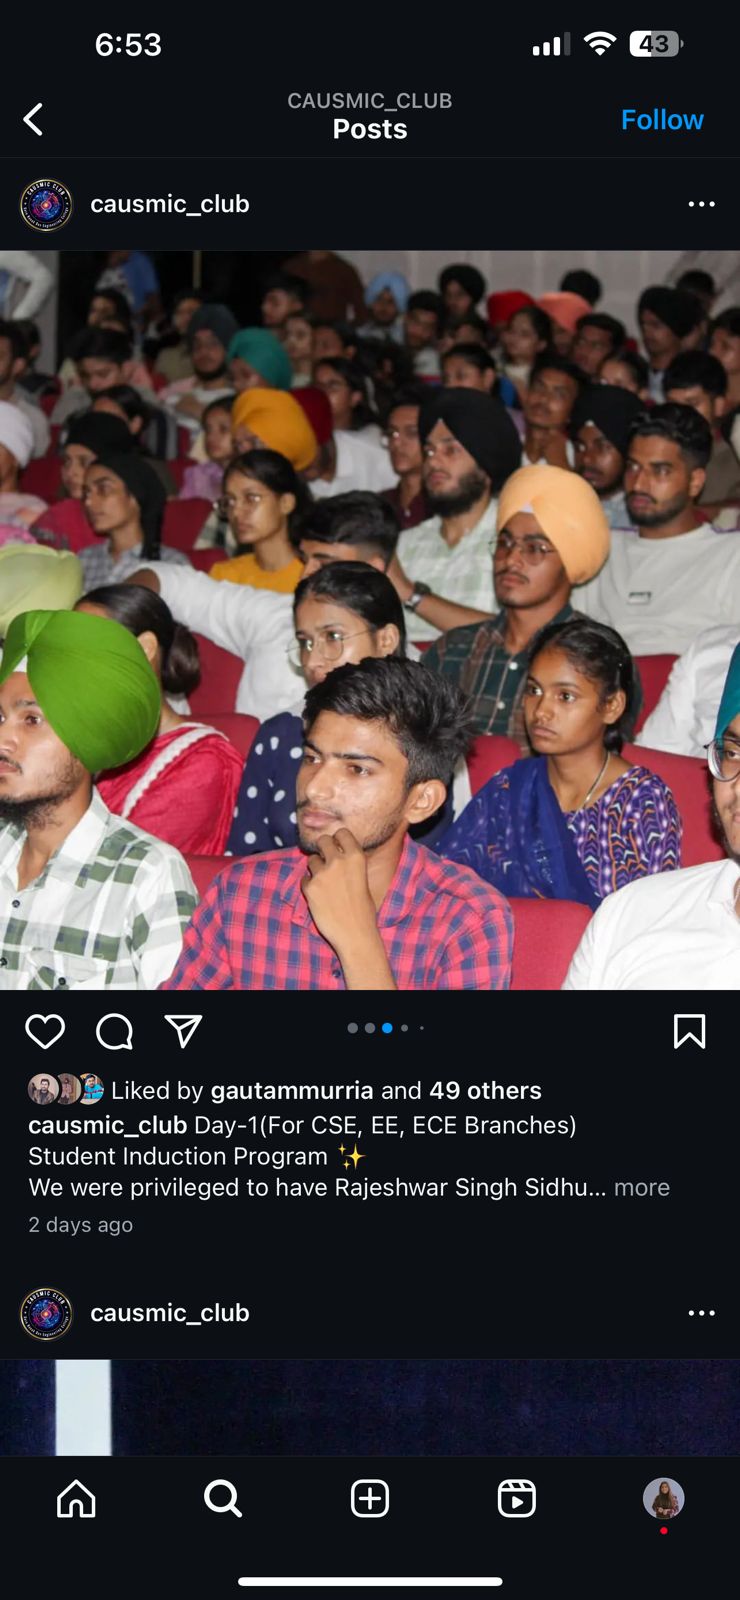 6:53
43
CAUSMIC_CLUB
Posts
Follow
causmic_club
Liked by gautammurria and 49 others
causmic_club Day-1(For CSE, EE, ECE Branches)
Student Induction Program ✨
We were privileged to have Rajeshwar Singh Sidhu... more
2 days ago
causmic_club